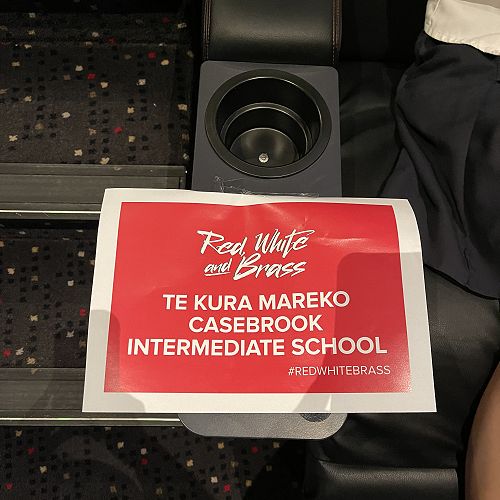 Red, White
and Brass
TE KURA MAREKO
CASEBROOK
INTERMEDIATE SCHOOL
#REDWHITEBRASS